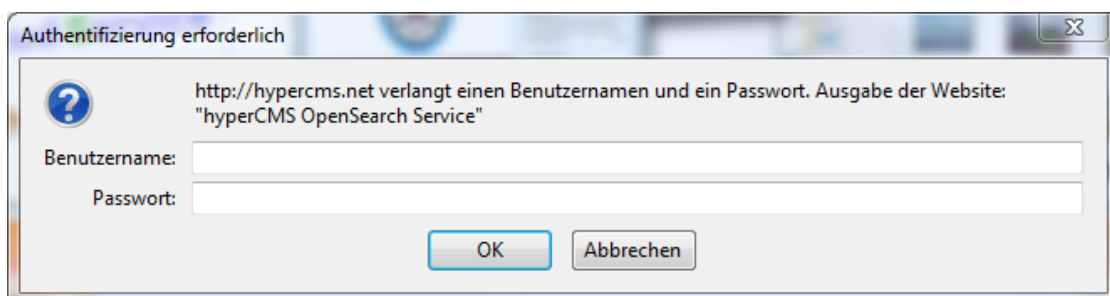 Authentifizierung erforderlich
http://hypercms.net verlangt einen Benutzernamen und ein Passwort. Ausgabe der Website:
"hyperCMS OpenSearch Service"
Benutzername:
Passwort:
OK Abbrechen